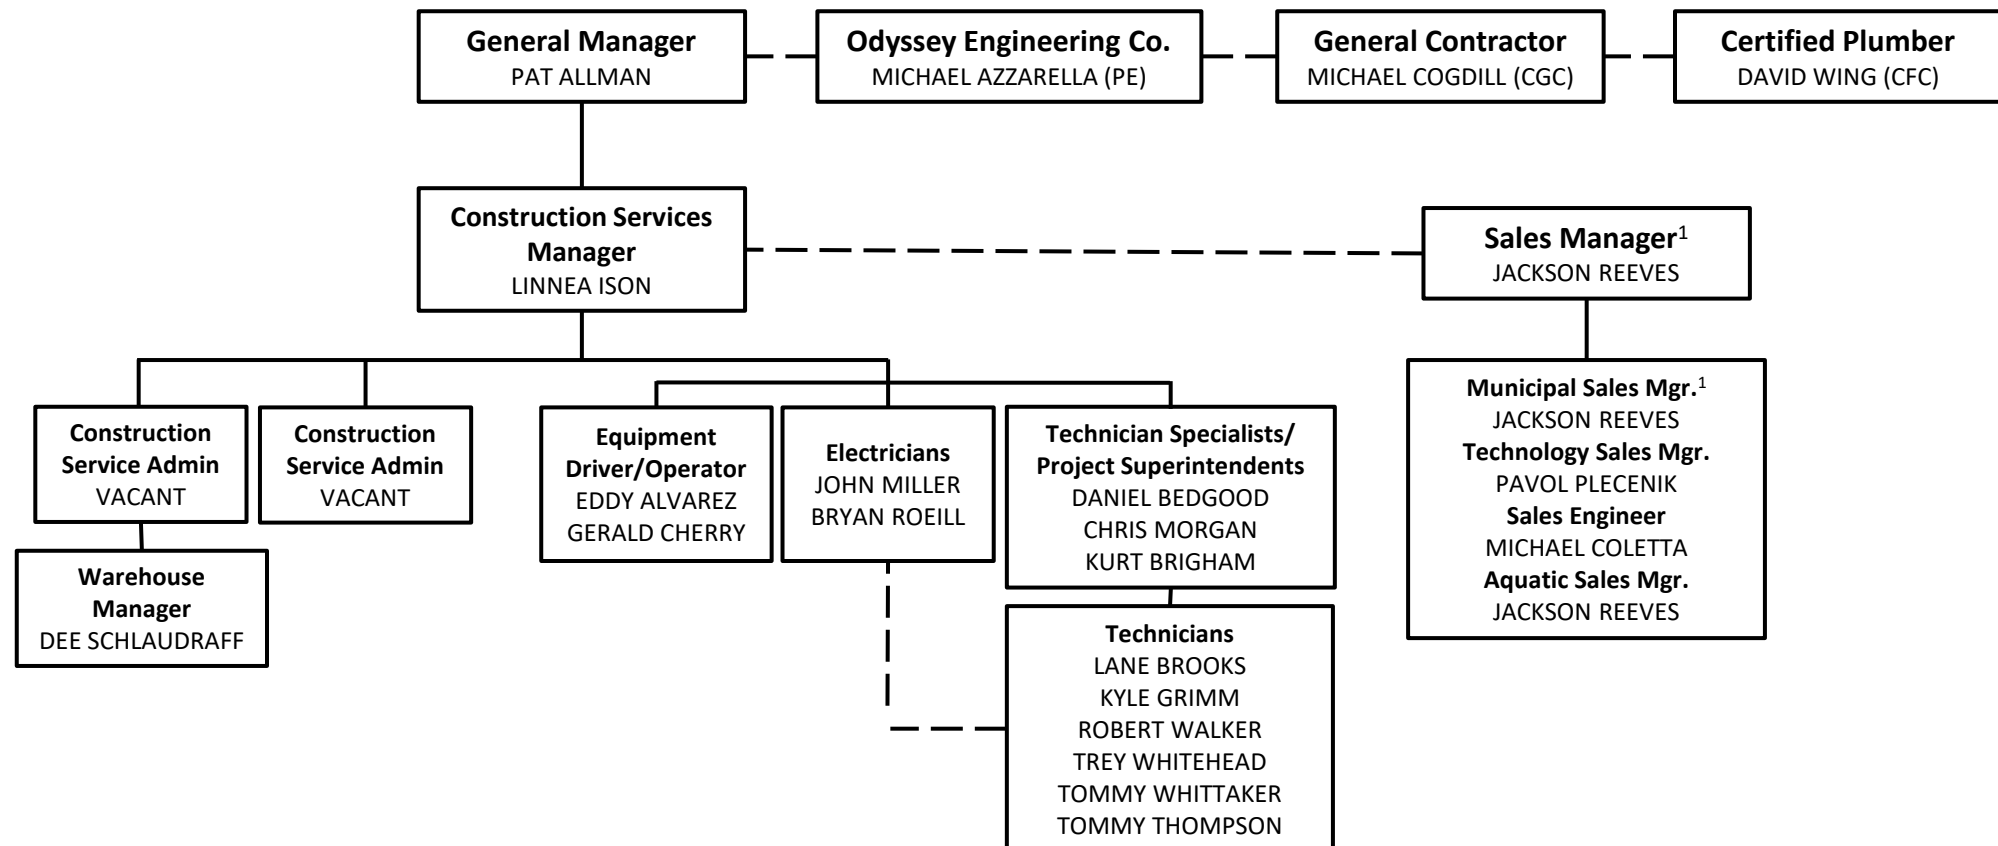 General Manager
PAT ALLMAN
Odyssey Engineering Co.
MICHAEL AZZARELLA (PE)
General Contractor
MICHAEL COGDILL (CGC)
Certified Plumber
DAVID WING (CFC)
Construction Services
Manager
LINNEA ISON
Sales Manager¹
JACKSON REEVES
Construction
Service Admin
VACANT
Construction
Service Admin
VACANT
Equipment
Driver/Operator
EDDY ALVAREZ
GERALD CHERRY
Electricians
JOHN MILLER
BRYAN ROEILL
Technician Specialists/
Project Superintendents
DANIEL BEDGOOD
CHRIS MORGAN
KURT BRIGHAM
Municipal Sales Mgr.¹
JACKSON REEVES
Technology Sales Mgr.
PAVOL PLECENIK
Sales Engineer
MICHAEL COLETTA
Aquatic Sales Mgr.
JACKSON REEVES
Warehouse
Manager
DEE SCHLAUDRAFF
Technicians
LANE BROOKS
KYLE GRIMM
ROBERT WALKER
TREY WHITEHEAD
TOMMY WHITTAKER
TOMMY THOMPSON